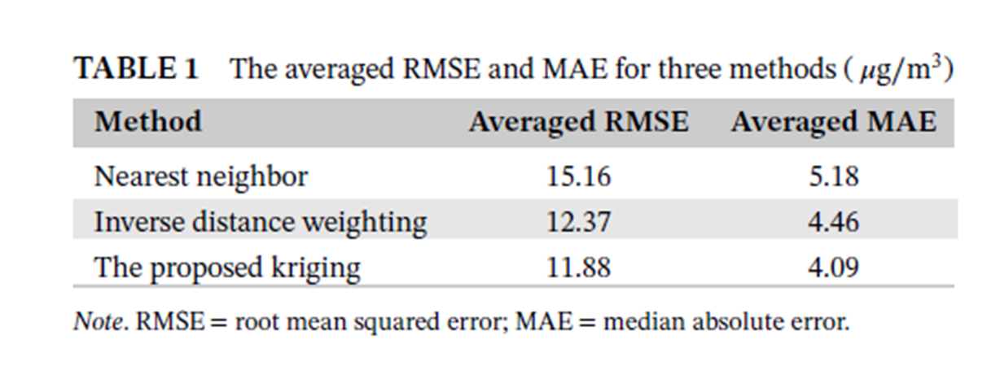 TABLE 1 The averaged RMSE and MAE for three methods ( μg/m³)
Method Averaged RMSE Averaged MAE
Nearest neighbor 15.16 5.18
Inverse distance weighting 12.37 4.46
The proposed kriging 11.88 4.09
Note. RMSE = root mean squared error; MAE = median absolute error.